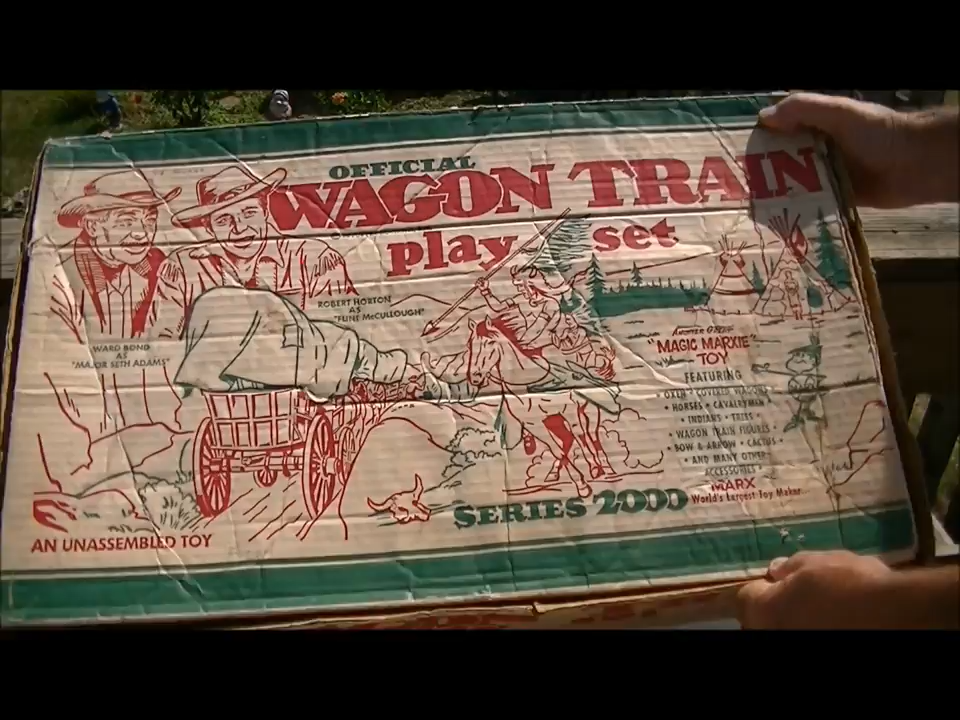 OFFICIAL
WAGON TRAIN
play set
ROBERT HORTON
AS
"FLINT McCULLOUGH"
WARD BOND
AS
"MAJOR SETH ADAMS"
ANOTHER GREAT
"MAGIC MARXIE"
TOY
FEATURING
• OXEN • COVERED WAGONS
• HORSES • CAVALRYMAN •
• INDIANS • TREES •
• WAGON TRAIN FIGURES •
• BOW & ARROW • CACTUS •
• AND MANY OTHER
ACCESSORIES •
MARX
World's Largest Toy Maker
SERIES 2000
AN UNASSEMBLED TOY